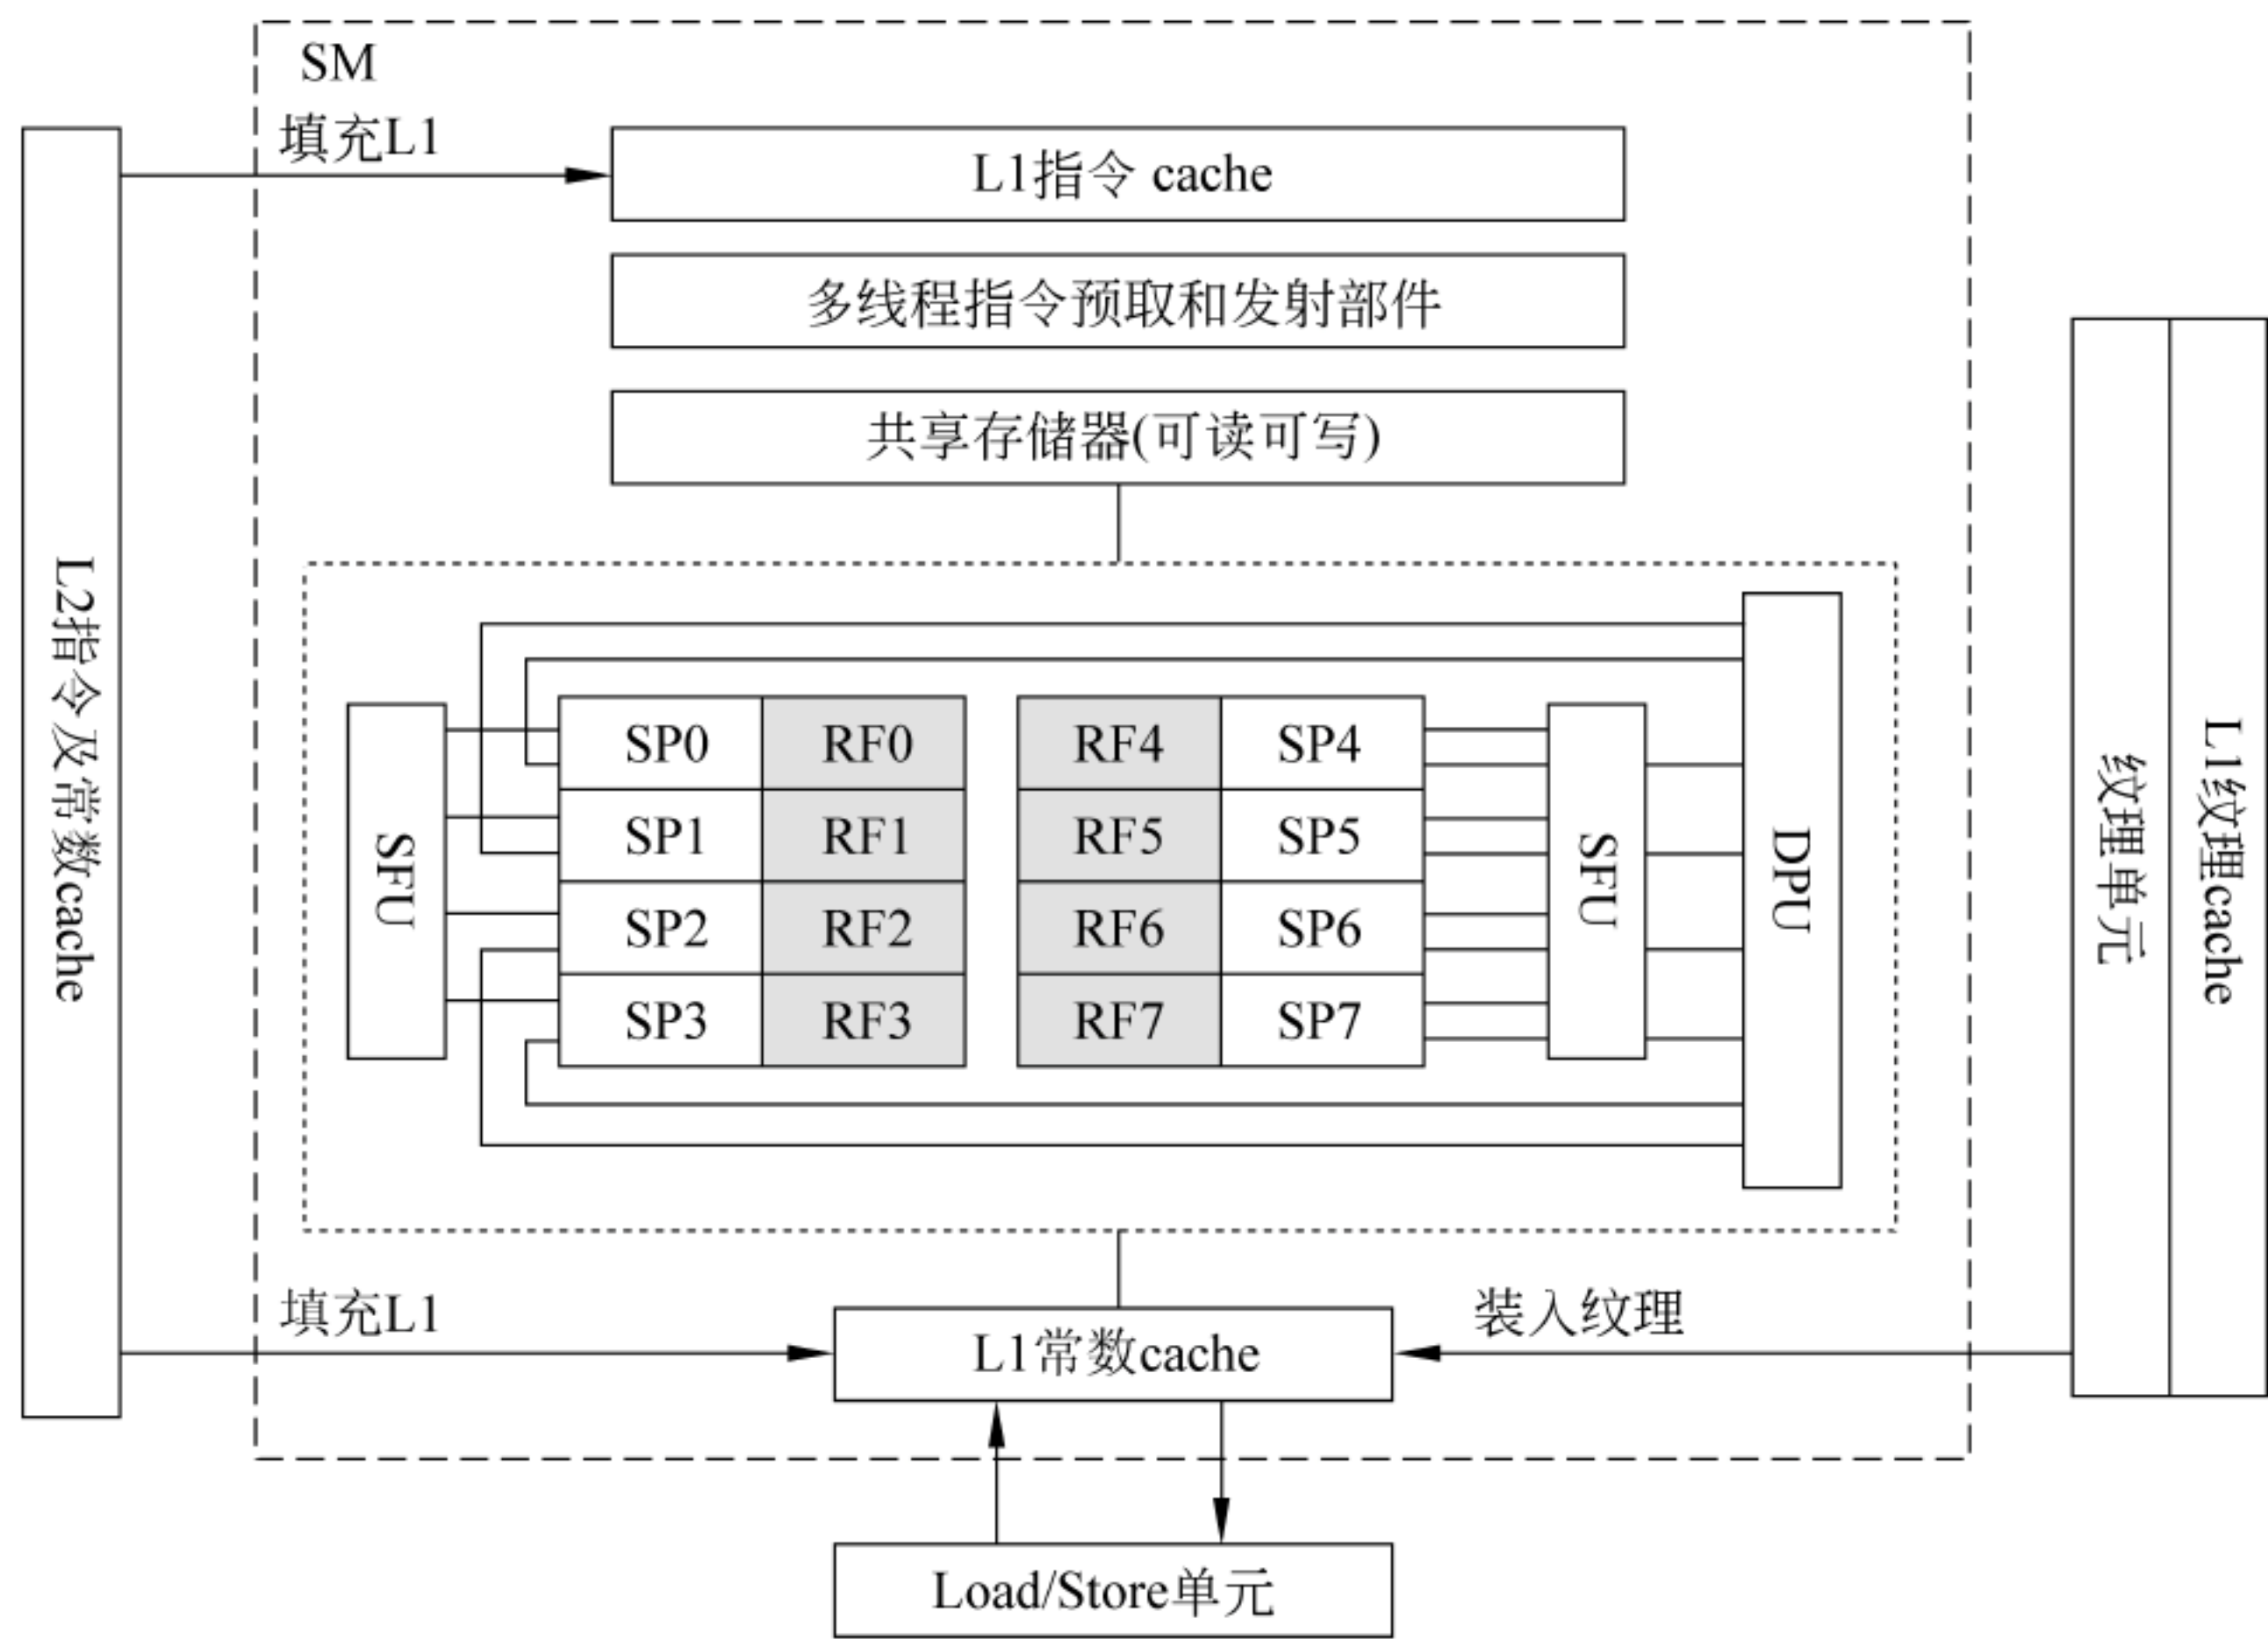 SM
填充L1
L1指令 cache
多线程指令预取和发射部件
共享存储器(可读可写)
L2指令及常数cache
SFU
SP0 RF0 RF4 SP4
SP1 RF1 RF5 SP5
SP2 RF2 RF6 SP6
SP3 RF3 RF7 SP7
SFU
DPU
纹理单元
L1纹理cache
填充L1
L1常数cache
装入纹理
Load/Store单元